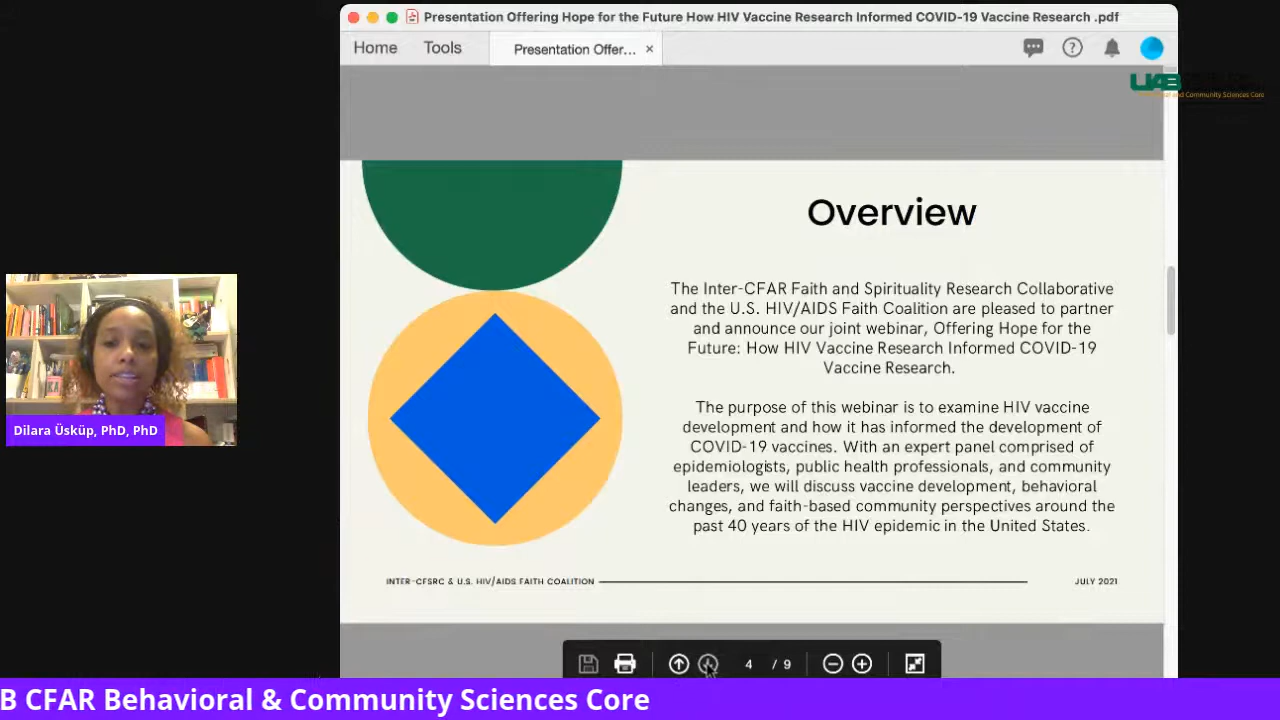 Presentation Offering Hope for the Future How HIV Vaccine Research Informed COVID-19 Vaccine Research .pdf
Home
Tools
Presentation Offer... ×
?
UAB
and Community Sciences Core
Overview
The Inter-CFAR Faith and Spirituality Research Collaborative
and the U.S. HIV/AIDS Faith Coalition are pleased to partner
and announce our joint webinar, Offering Hope for the
Future: How HIV Vaccine Research Informed COVID-19
Vaccine Research.
The purpose of this webinar is to examine HIV vaccine
development and how it has informed the development of
COVID-19 vaccines. With an expert panel comprised of
epidemiologists, public health professionals, and community
leaders, we will discuss vaccine development, behavioral
changes, and faith-based community perspectives around the
past 40 years of the HIV epidemic in the United States.
INTER-CFSRC & U.S. HIV/AIDS FAITH COALITION
JULY 2021
Dilara Üsküp, PhD, PhD
4 / 9
B CFAR Behavioral & Community Sciences Core